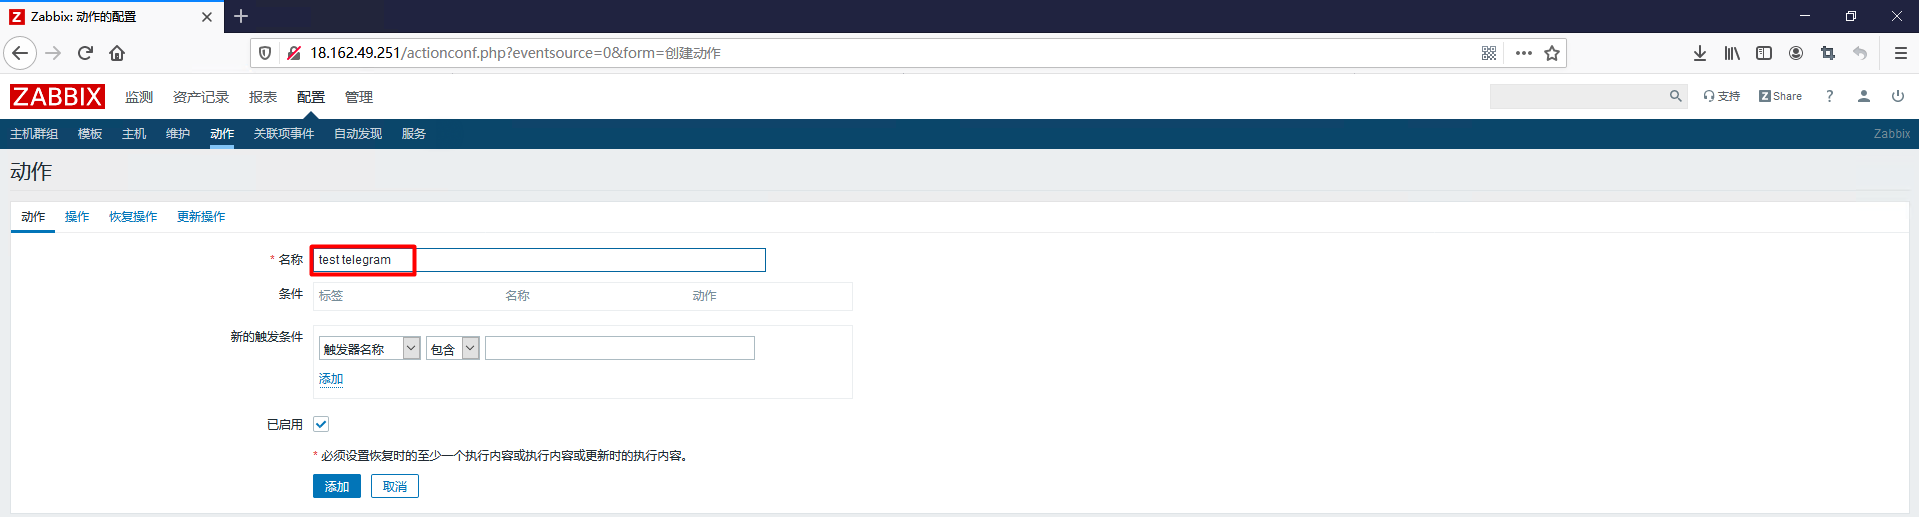 Zabbix: 动作的配置
18.162.49.251/actionconf.php?eventsource=0&form=创建动作
ZABBIX 监测 资产记录 报表 配置 管理 支持 Z Share ?
主机群组 模板 主机 维护 动作 关联项事件 自动发现 服务 Zabbix
动作
动作 操作 恢复操作 更新操作
* 名称 test telegram
条件 标签 名称 动作
新的触发条件
触发器名称 包含
添加
已启用
* 必须设置恢复时的至少一个执行内容或执行内容或更新时的执行内容。
添加 取消